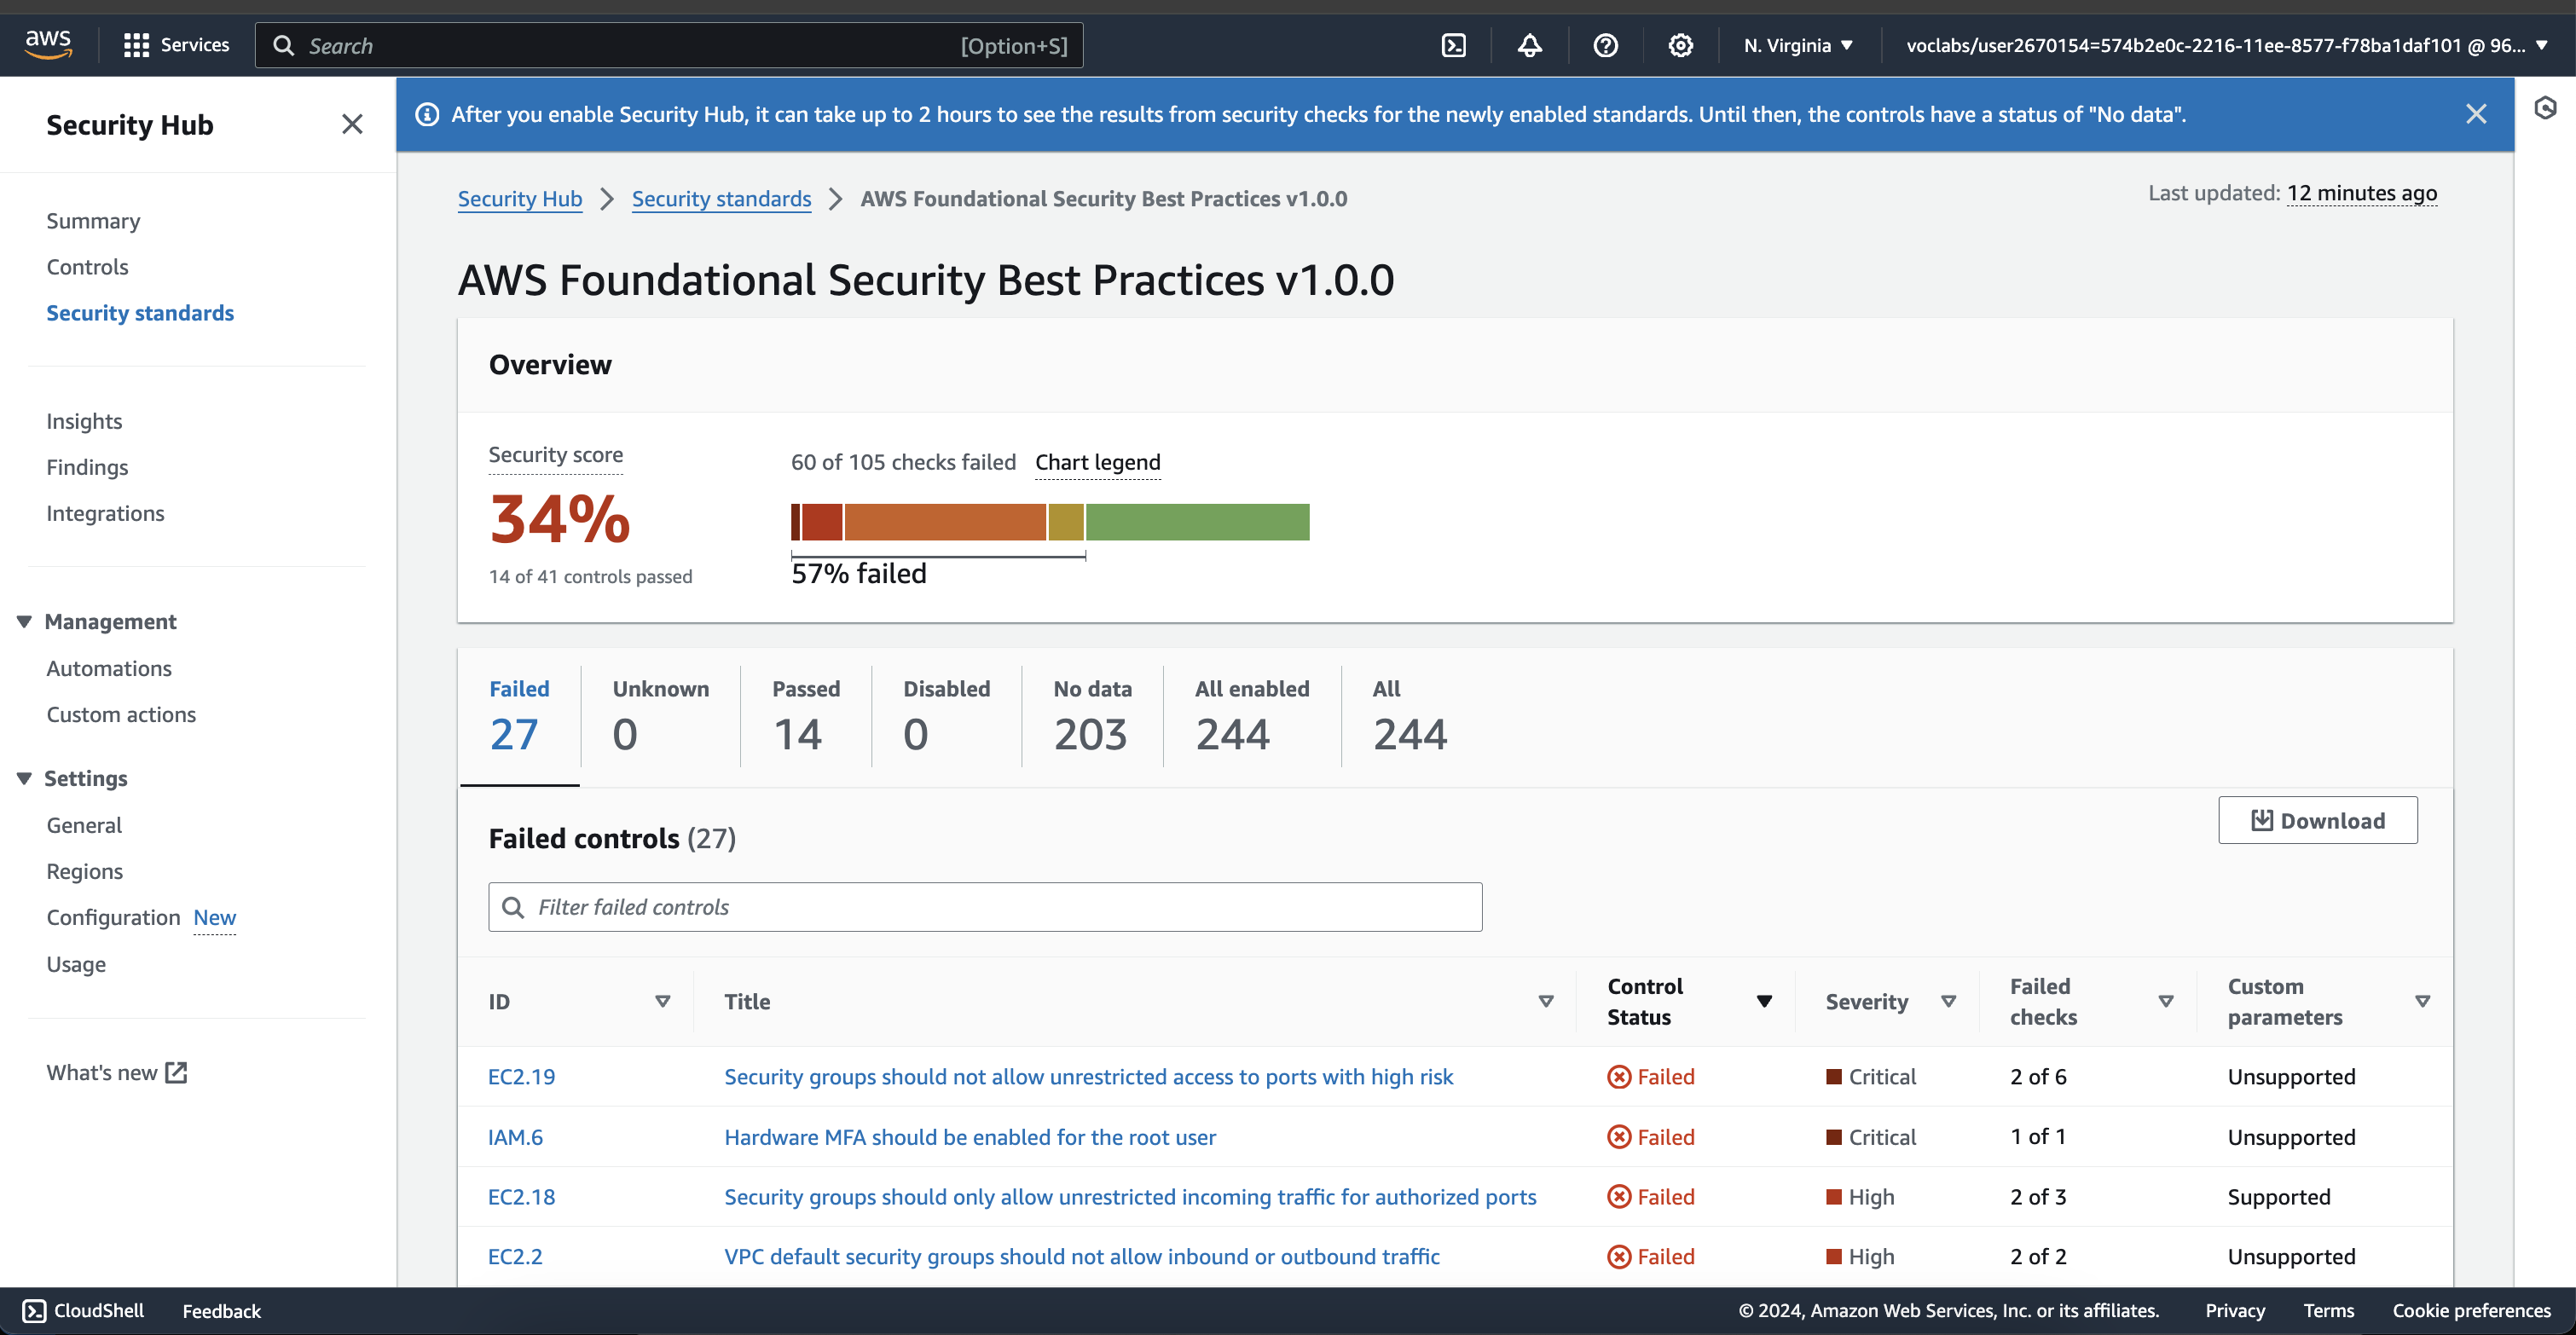 aws
Services
Search [Option+S]
N. Virginia
voclabs/user2670154=574b2e0c-2216-11ee-8577-f78ba1daf101 @ 96...
Security Hub
Summary
Controls
Security standards
Insights
Findings
Integrations
Management
Automations
Custom actions
Settings
General
Regions
Configuration New
Usage
What's new
After you enable Security Hub, it can take up to 2 hours to see the results from security checks for the newly enabled standards. Until then, the controls have a status of "No data".
Security Hub > Security standards > AWS Foundational Security Best Practices v1.0.0
Last updated: 12 minutes ago
AWS Foundational Security Best Practices v1.0.0
Overview
Security score
34%
14 of 41 controls passed
60 of 105 checks failed Chart legend
57% failed
Failed Unknown Passed Disabled No data All enabled All
27 0 14 0 203 244 244
Failed controls (27)
Download
Filter failed controls
ID Title Control Status Severity Failed checks Custom parameters
EC2.19 Security groups should not allow unrestricted access to ports with high risk Failed Critical 2 of 6 Unsupported
IAM.6 Hardware MFA should be enabled for the root user Failed Critical 1 of 1 Unsupported
EC2.18 Security groups should only allow unrestricted incoming traffic for authorized ports Failed High 2 of 3 Supported
EC2.2 VPC default security groups should not allow inbound or outbound traffic Failed High 2 of 2 Unsupported
CloudShell Feedback © 2024, Amazon Web Services, Inc. or its affiliates. Privacy Terms Cookie preferences